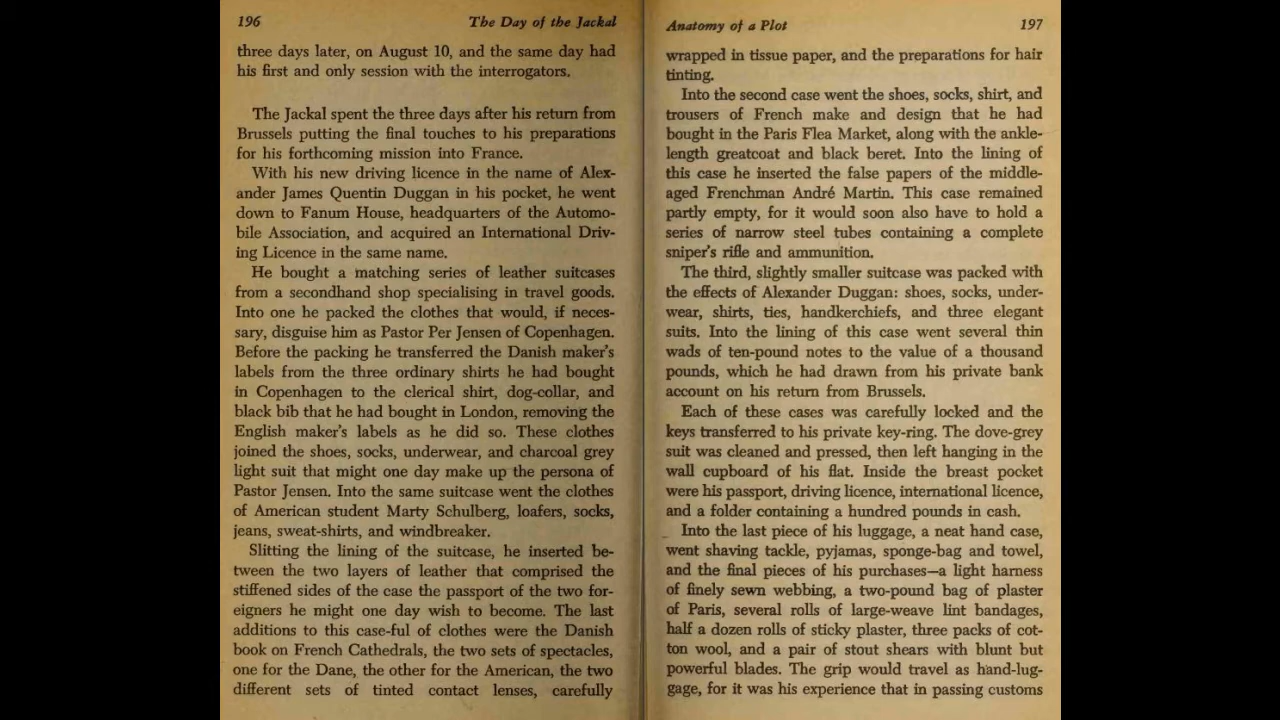 196
The Day of the Jackal
three days later, on August 10, and the same day had
his first and only session with the interrogators.
The Jackal spent the three days after his return from
Brussels putting the final touches to his preparations
for his forthcoming mission into France.
With his new driving licence in the name of Alex-
ander James Quentin Duggan in his pocket, he went
down to Fanum House, headquarters of the Automo-
bile Association, and acquired an International Driv-
ing Licence in the same name.
He bought a matching series of leather suitcases
from a secondhand shop specialising in travel goods.
Into one he packed the clothes that would, if neces-
sary, disguise him as Pastor Per Jensen of Copenhagen.
Before the packing he transferred the Danish maker's
labels from the three ordinary shirts he had bought
in Copenhagen to the clerical shirt, dog-collar, and
black bib that he had bought in London, removing the
English maker's labels as he did so. These clothes
joined the shoes, socks, underwear, and charcoal grey
light suit that might one day make up the persona of
Pastor Jensen. Into the same suitcase went the clothes
of American student Marty Schulberg, loafers, socks,
jeans, sweat-shirts, and windbreaker.
Slitting the lining of the suitcase, he inserted be-
tween the two layers of leather that comprised the
stiffened sides of the case the passport of the two for-
eigners he might one day wish to become. The last
additions to this case-ful of clothes were the Danish
book on French Cathedrals, the two sets of spectacles,
one for the Dane, the other for the American, the two
different sets of tinted contact lenses, carefully
Anatomy of a Plot
197
wrapped in tissue paper, and the preparations for hair
tinting.
Into the second case went the shoes, socks, shirt, and
trousers of French make and design that he had
bought in the Paris Flea Market, along with the ankle-
length greatcoat and black beret. Into the lining of
this case he inserted the false papers of the middle-
aged Frenchman André Martin. This case remained
partly empty, for it would soon also have to hold a
series of narrow steel tubes containing a complete
sniper's rifle and ammunition.
The third, slightly smaller suitcase was packed with
the effects of Alexander Duggan: shoes, socks, under-
wear, shirts, ties, handkerchiefs, and three elegant
suits. Into the lining of this case went several thin
wads of ten-pound notes to the value of a thousand
pounds, which he had drawn from his private bank
account on his return from Brussels.
Each of these cases was carefully locked and the
keys transferred to his private key-ring. The dove-grey
suit was cleaned and pressed, then left hanging in the
wall cupboard of his flat. Inside the breast pocket
were his passport, driving licence, international licence,
and a folder containing a hundred pounds in cash.
Into the last piece of his luggage, a neat hand case,
went shaving tackle, pyjamas, sponge-bag and towel,
and the final pieces of his purchases—a light harness
of finely sewn webbing, a two-pound bag of plaster
of Paris, several rolls of large-weave lint bandages,
half a dozen rolls of sticky plaster, three packs of cot-
ton wool, and a pair of stout shears with blunt but
powerful blades. The grip would travel as hand-lug-
gage, for it was his experience that in passing customs